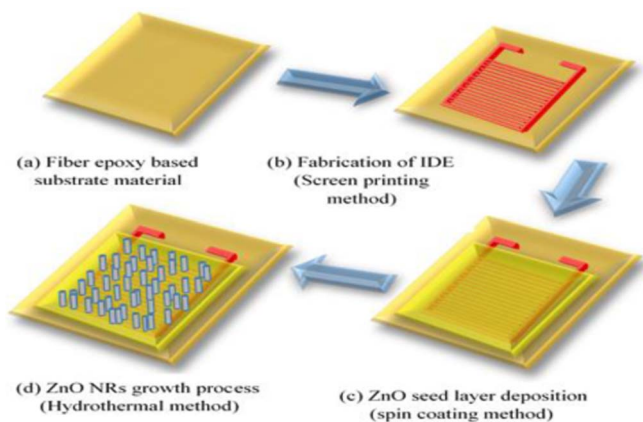 (a) Fiber epoxy based
substrate material
(b) Fabrication of IDE
(Screen printing
method)
(c) ZnO seed layer deposition
(spin coating method)
(d) ZnO NRs growth process
(Hydrothermal method)